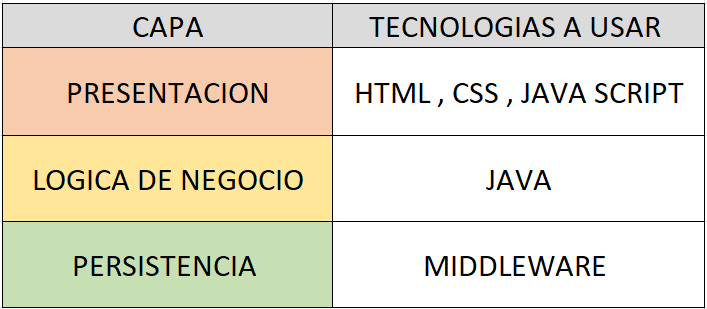 CAPA TECNOLOGIAS A USAR
PRESENTACION HTML , CSS , JAVA SCRIPT
LOGICA DE NEGOCIO JAVA
PERSISTENCIA MIDDLEWARE